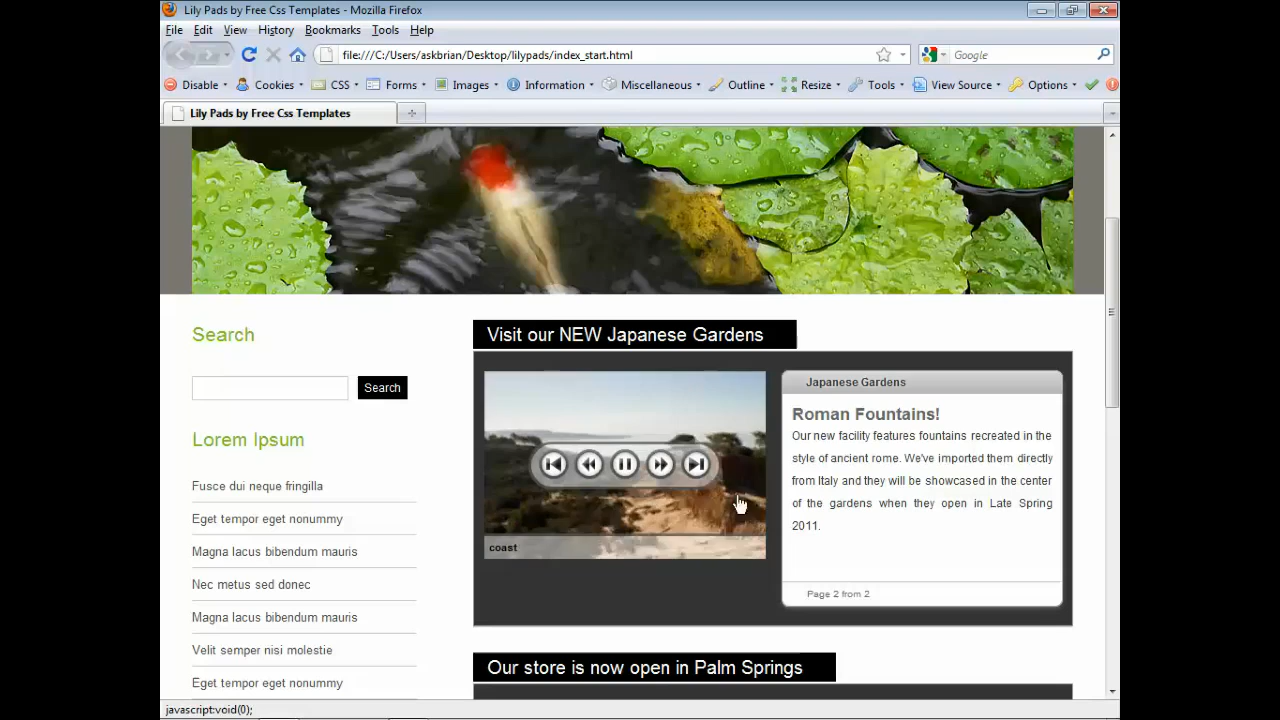 Lily Pads by Free Css Templates - Mozilla Firefox
File Edit View History Bookmarks Tools Help
file:///C:/Users/askbrian/Desktop/lilypads/index_start.html
Google
Disable Cookies CSS Forms Images Information Miscellaneous Outline Resize Tools View Source Options
Lily Pads by Free Css Templates
Search
Search
Lorem Ipsum
Fusce dui neque fringilla
Eget tempor eget nonummy
Magna lacus bibendum mauris
Nec metus sed donec
Magna lacus bibendum mauris
Velit semper nisi molestie
Eget tempor eget nonummy
Visit our NEW Japanese Gardens
coast
Japanese Gardens
Roman Fountains!
Our new facility features fountains recreated in the
style of ancient rome. We've imported them directly
from Italy and they will be showcased in the center
of the gardens when they open in Late Spring
2011.
Page 2 from 2
Our store is now open in Palm Springs
javascript:void(0);